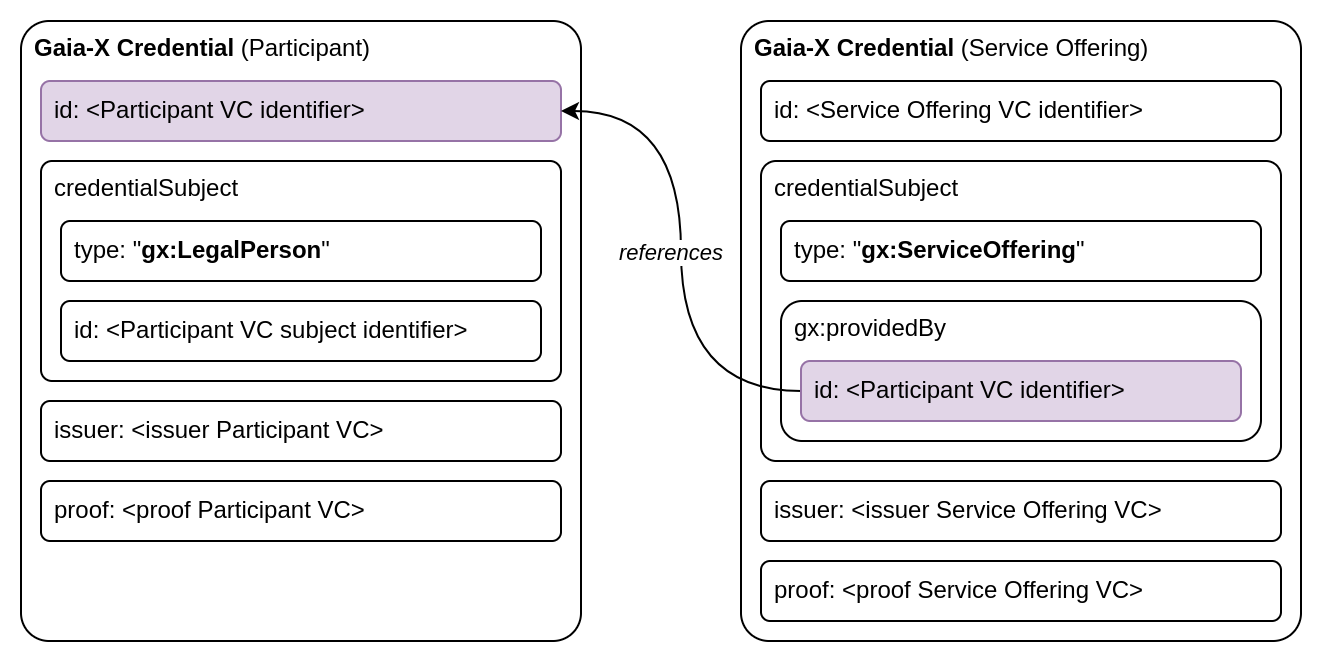 Gaia-X Credential (Participant)
id: <Participant VC identifier>
credentialSubject
type: "gx:LegalPerson"
id: <Participant VC subject identifier>
issuer: <issuer Participant VC>
proof: <proof Participant VC>
references
Gaia-X Credential (Service Offering)
id: <Service Offering VC identifier>
credentialSubject
type: "gx:ServiceOffering"
gx:providedBy
id: <Participant VC identifier>
issuer: <issuer Service Offering VC>
proof: <proof Service Offering VC>